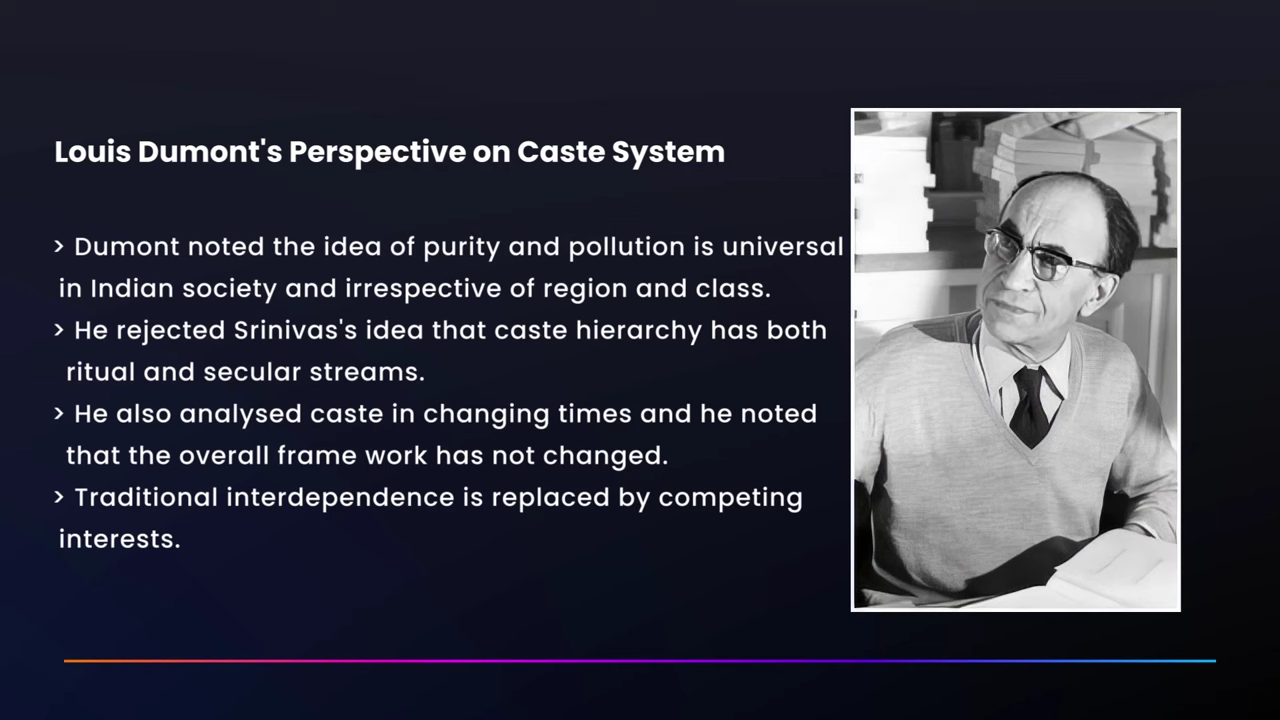 Louis Dumont's Perspective on Caste System
> Dumont noted the idea of purity and pollution is universal
in Indian society and irrespective of region and class.
> He rejected Srinivas's idea that caste hierarchy has both
ritual and secular streams.
> He also analysed caste in changing times and he noted
that the overall frame work has not changed.
> Traditional interdependence is replaced by competing
interests.